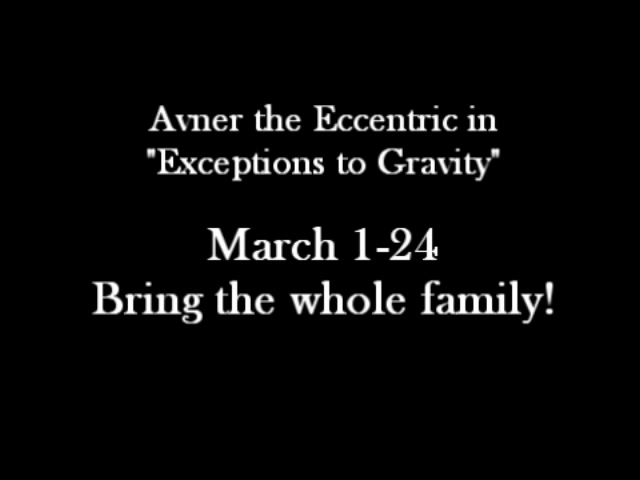 Avner the Eccentric in
"Exceptions to Gravity"
March 1-24
Bring the whole family!